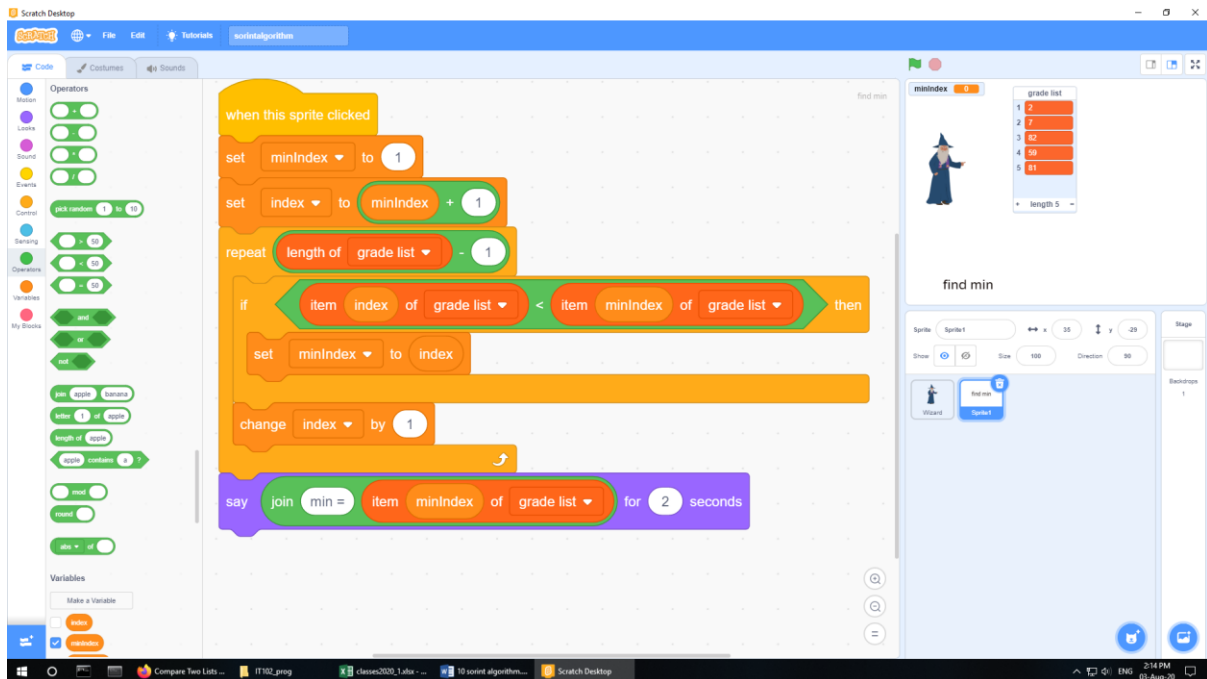 Scratch Desktop
SCRATCH File Edit Tutorials sorintalgorithm
Code Costumes Sounds
Motion
Looks
Sound
Events
Control
Sensing
Operators
Variables
My Blocks
Operators
+
-
*
/
pick random 1 to 10
> 50
< 50
= 50
and
or
not
join apple banana
letter 1 of apple
length of apple
apple contains a ?
mod
round
abs of
Variables
Make a Variable
index
minIndex
find min
when this sprite clicked
set minIndex to 1
set index to minIndex + 1
repeat length of grade list - 1
if item index of grade list < item minIndex of grade list then
set minIndex to index
change index by 1
say join min = item minIndex of grade list for 2 seconds
minIndex 0
grade list
1 2
2 7
3 82
4 50
5 81
+ length 5 =
find min
Sprite Sprite1 x 35 y -29
Show Size 100 Direction 90
Wizard
find min
Sprite1
Stage
Backdrops
1
Compare Two Lists ...
IT102_prog
classes2020_1.xlsx - ...
10 sorint algorithm....
Scratch Desktop
ENG
2:14 PM
03-Aug-20